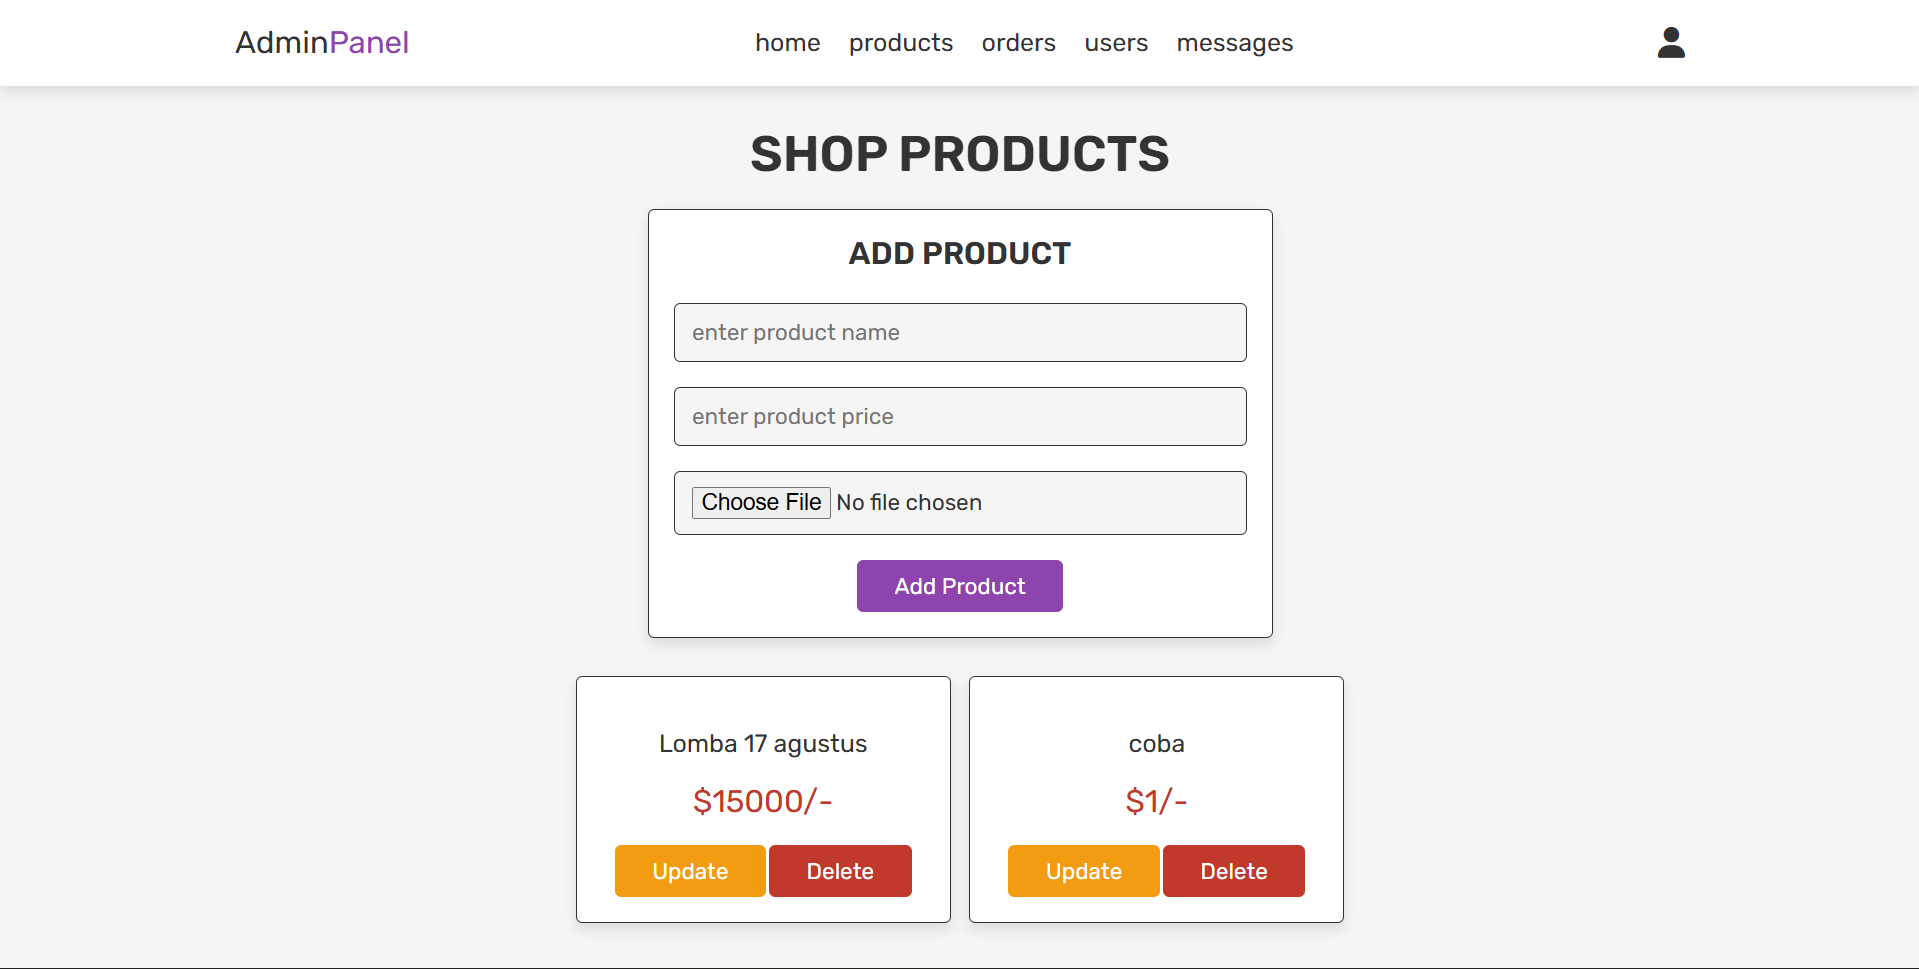 AdminPanel
home products orders users messages
SHOP PRODUCTS
ADD PRODUCT
enter product name
enter product price
Choose File No file chosen
Add Product
Lomba 17 agustus
$15000/-
Update Delete
coba
$1/-
Update Delete